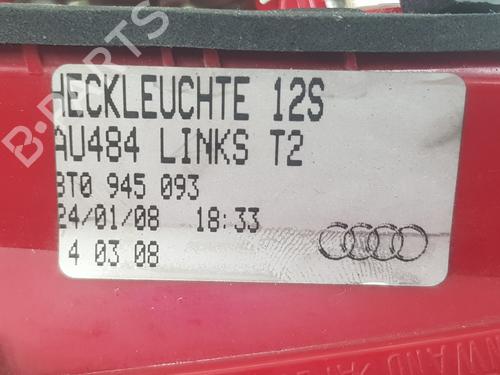 HECKLEUCHTE 12S
AU484 LINKS T2
8T0 945 093
24/01/08 18:33
4 03 08
B-PARTS